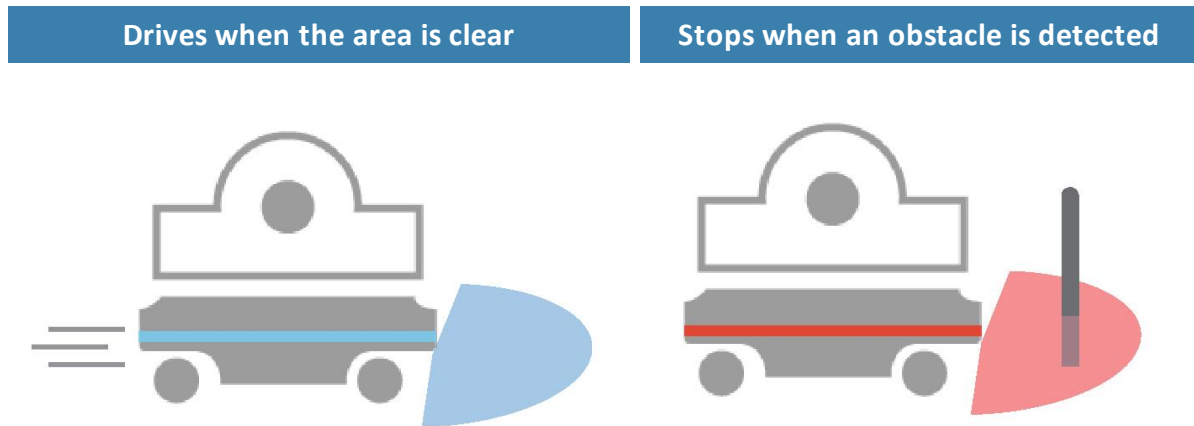 Drives when the area is clear
Stops when an obstacle is detected